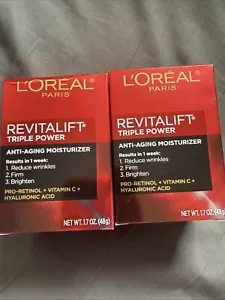 L'ORÉAL
PARIS
REVITALIFT®
TRIPLE POWER
ANTI-AGING MOISTURIZER
Results in 1 week:
1. Reduce wrinkles
2. Firm
3. Brighten
PRO-RETINOL + VITAMIN C +
HYALURONIC ACID
NET WT. 1.7 OZ. (48g)
L'ORÉAL
PARIS
REVITALIFT®
TRIPLE POWER
ANTI-AGING MOISTURIZER
Results in 1 week:
1. Reduce wrinkles
2. Firm
3. Brighten
PRO-RETINOL + VITAMIN C +
HYALURONIC ACID
NET WT. 1.7 OZ. (48g)